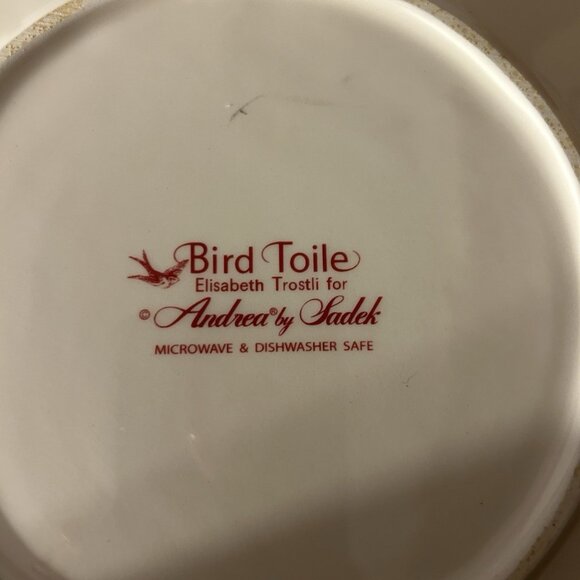 Bird Toile
Elisabeth Trostli for
© Andrea® by Sadek
MICROWAVE & DISHWASHER SAFE